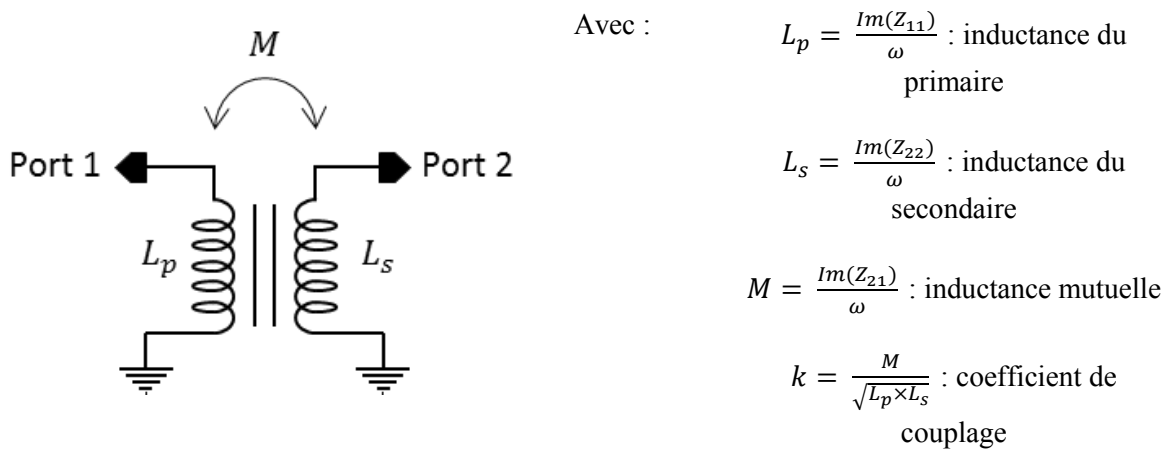 Avec :
M
Port 1
Port 2
L_p
L_s
L_p = Im(Z_11)/ω : inductance du
primaire
L_s = Im(Z_22)/ω : inductance du
secondaire
M = Im(Z_21)/ω : inductance mutuelle
k = M/√(L_p×L_s) : coefficient de
couplage